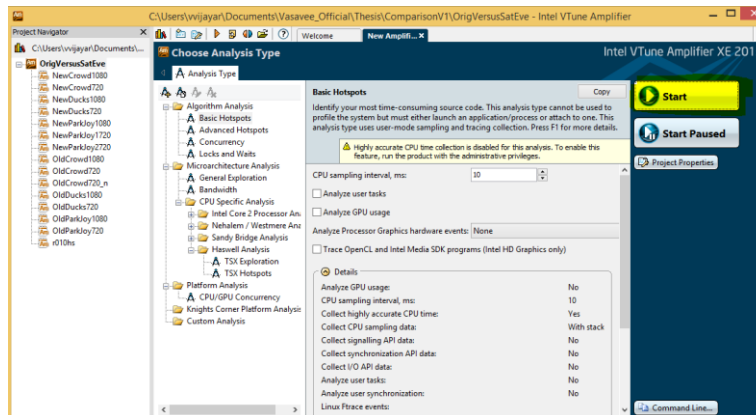 C:\Users\vvijayar\Documents\Vasavee_Official\Thesis\ComparisonV1\OrigVersusSatEve - Intel VTune Amplifier
Project Navigator
Welcome
New Amplifi...
C:\Users\vvijayar\Documents\...
OrigVersusSatEve
NewCrowd1080
NewCrowd720
NewDucks1080
NewDucks720
NewParkJoy1080
NewParkJoy1720
NewParkJoy2720
OldCrowd1080
OldCrowd720
OldCrowd720_n
OldDucks1080
OldDucks720
OldParkJoy1080
OldParkJoy720
r010hs
Choose Analysis Type
Intel VTune Amplifier XE 201
Analysis Type
Algorithm Analysis
Basic Hotspots
Advanced Hotspots
Concurrency
Locks and Waits
Microarchitecture Analysis
General Exploration
Bandwidth
CPU Specific Analysis
Intel Core 2 Processor An
Nehalem / Westmere Ana
Sandy Bridge Analysis
Haswell Analysis
TSX Exploration
TSX Hotspots
Platform Analysis
CPU/GPU Concurrency
Knights Corner Platform Analysis
Custom Analysis
Basic Hotspots
Copy
Identify your most time-consuming source code. This analysis type cannot be used to
profile the system but must either launch an application/process or attach to one. This
analysis type uses user-mode sampling and tracing collection. Press F1 for more details.
Highly accurate CPU time collection is disabled for this analysis. To enable this
feature, run the product with the administrative privileges.
CPU sampling interval, ms: 10
Analyze user tasks
Analyze GPU usage
Analyze Processor Graphics hardware events: None
Trace OpenCL and Intel Media SDK programs (Intel HD Graphics only)
Details
Analyze GPU usage: No
CPU sampling interval, ms: 10
Collect highly accurate CPU time: Yes
Collect CPU sampling data: With stack
Collect signalling API data: No
Collect synchronization API data: No
Collect I/O API data: No
Analyze user tasks: No
Analyze user synchronization: No
Linux Ftrace events:
Start
Start Paused
Project Properties
Command Line...